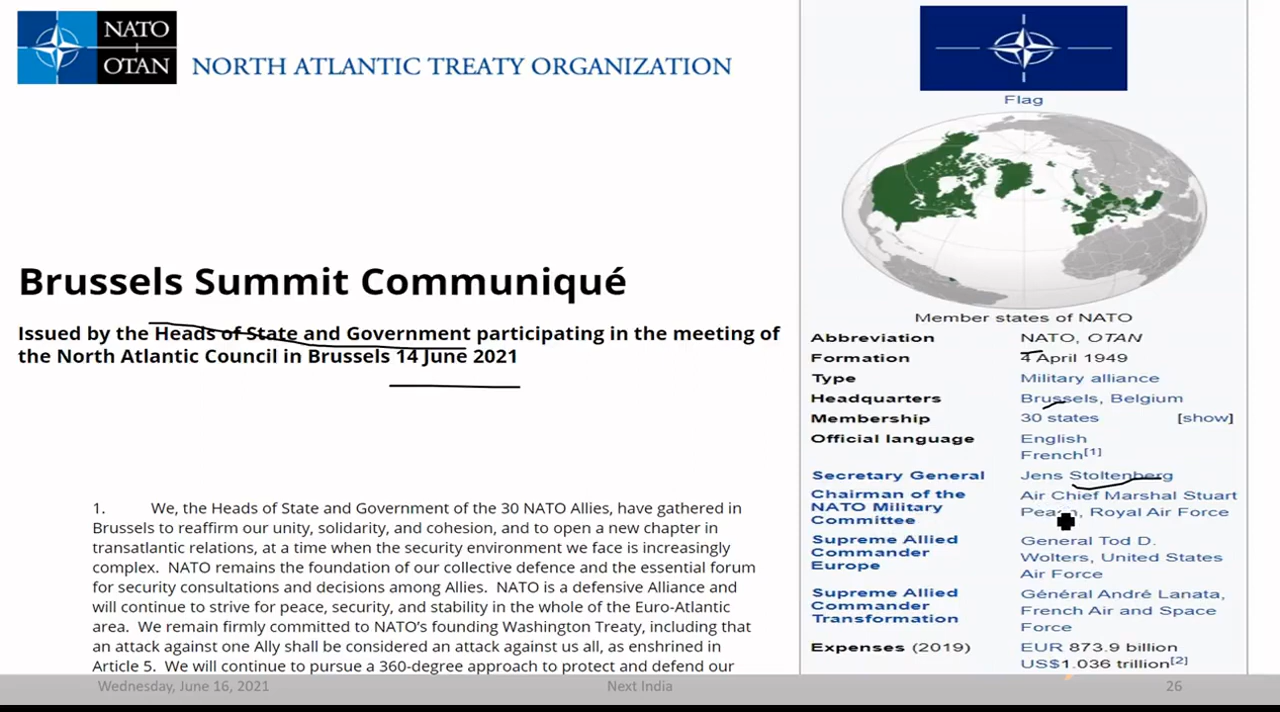 NATO
OTAN
NORTH ATLANTIC TREATY ORGANIZATION
Brussels Summit Communiqué
Issued by the Heads of State and Government participating in the meeting of
the North Atlantic Council in Brussels 14 June 2021
1. We, the Heads of State and Government of the 30 NATO Allies, have gathered in
Brussels to reaffirm our unity, solidarity, and cohesion, and to open a new chapter in
transatlantic relations, at a time when the security environment we face is increasingly
complex. NATO remains the foundation of our collective defence and the essential forum
for security consultations and decisions among Allies. NATO is a defensive Alliance and
will continue to strive for peace, security, and stability in the whole of the Euro-Atlantic
area. We remain firmly committed to NATO's founding Washington Treaty, including that
an attack against one Ally shall be considered an attack against us all, as enshrined in
Article 5. We will continue to pursue a 360-degree approach to protect and defend our
Flag
Member states of NATO
Abbreviation NATO, OTAN
Formation 4 April 1949
Type Military alliance
Headquarters Brussels, Belgium
Membership 30 states [show]
Official language English
French[1]
Secretary General Jens Stoltenberg
Chairman of the Air Chief Marshal Stuart
NATO Military , Royal Air Force
Committee
Supreme Allied General Tod D.
Commander Wolters, United States
Europe Air Force
Supreme Allied Général André Lanata,
Commander French Air and Space
Transformation Force
Expenses (2019) EUR 873.9 billion
US$1.036 trillion[2]
Wednesday, June 16, 2021 Next India 26